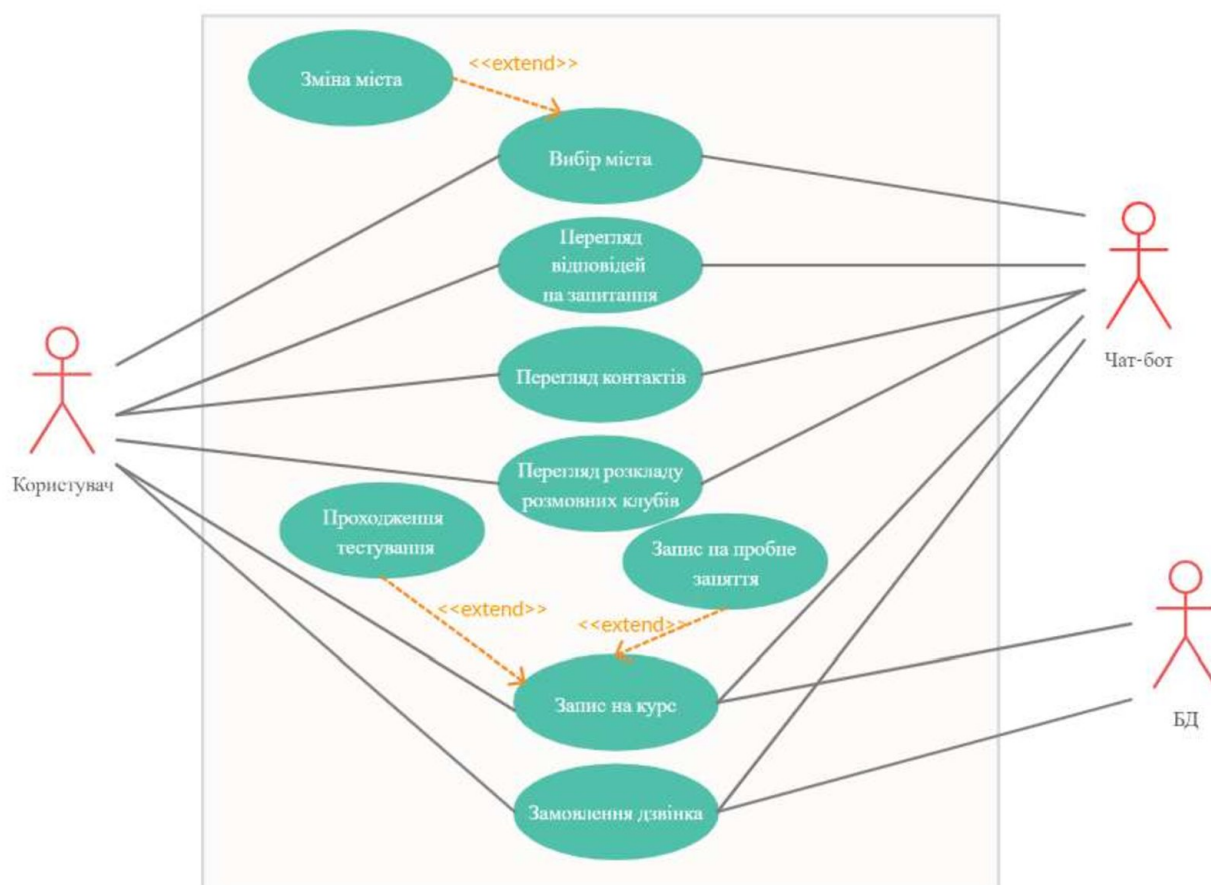 <<extend>>
Зміна міста
Вибір міста
Перегляд
відповідей
на запитання
Чат-бот
Перегляд контактів
Користувач
Перегляд розкладу
розмовних клубів
Проходження
тестування
Запис на пробне
заняття
<<extend>>
<<extend>>
Запис на курс
БД
Замовлення дзвінка